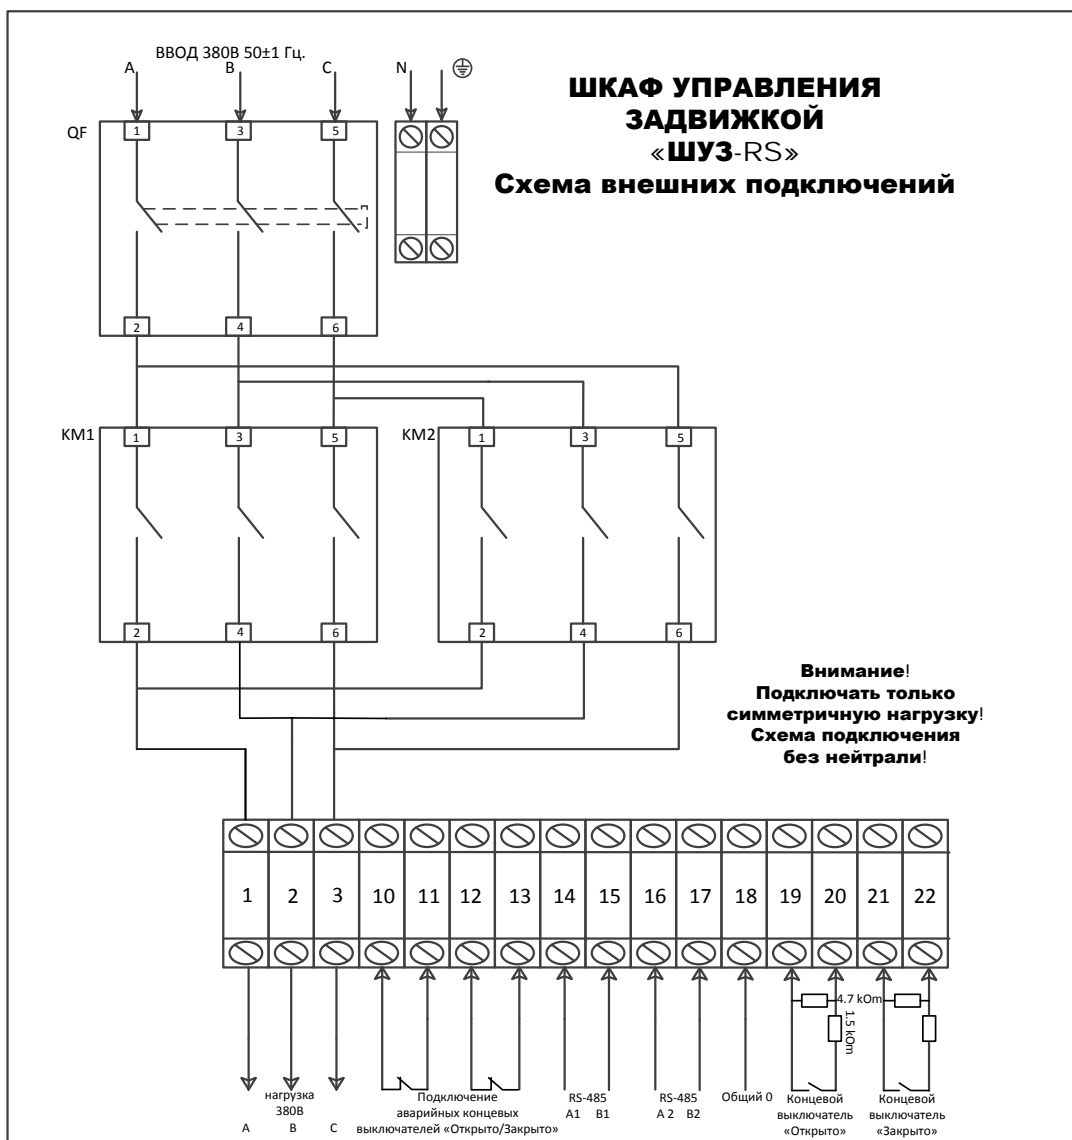 ВВОД 380В 50±1 Гц.
A B C N
ШКАФ УПРАВЛЕНИЯ
ЗАДВИЖКОЙ
«ШУЗ-RS»
Схема внешних подключений
QF
1 3 5
2 4 6
KM1
1 3 5
KM2
1 3 5
2 4 6
2 4 6
Внимание!
Подключать только
симметричную нагрузку!
Схема подключения
без нейтрали!
1 2 3 10 11 12 13 14 15 16 17 18 19 20 21 22
4.7 kOm
1.5 kOm
нагрузка
380В
A B C
Подключение
аварийных концевых
выключателей «Открыто/Закрыто»
RS-485
A1 B1
RS-485
A 2 B2
Общий 0
Концевой
выключатель
«Открыто»
Концевой
выключатель
«Закрыто»